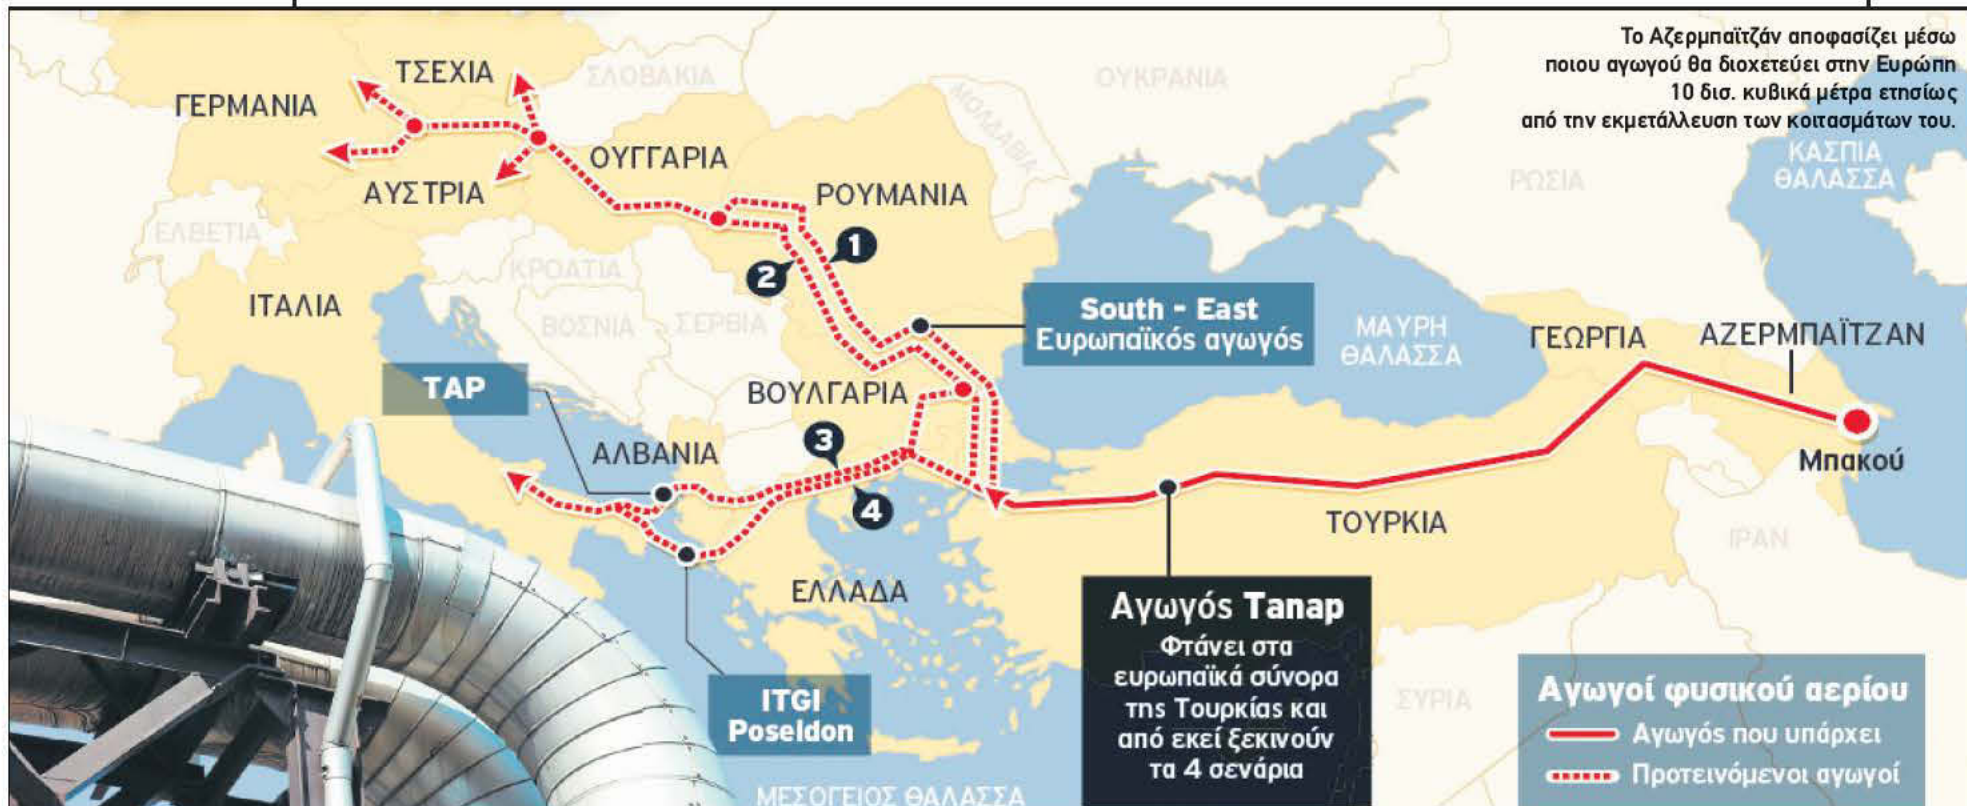 Το Αζερμπαϊτζάν αποφασίζει μέσω
ποιου αγωγού θα διοχετεύει στην Ευρώπη
10 δισ. κυβικά μέτρα ετησίως
από την εκμετάλλευση των κοιτασμάτων του.
ΤΣΕΧΙΑ
ΣΛΟΒΑΚΙΑ
ΟΥΚΡΑΝΙΑ
ΓΕΡΜΑΝΙΑ
ΜΟΛΔΑΒΙΑ
ΟΥΓΓΑΡΙΑ
ΚΑΣΠΙΑ
ΘΑΛΑΣΣΑ
ΑΥΣΤΡΙΑ
ΡΟΥΜΑΝΙΑ
ΡΩΣΙΑ
ΕΛΒΕΤΙΑ
1
2
ΚΡΟΑΤΙΑ
ΙΤΑΛΙΑ
ΒΟΣΝΙΑ
ΣΕΡΒΙΑ
South - East
Ευρωπαϊκός αγωγός
ΜΑΥΡΗ
ΘΑΛΑΣΣΑ
ΓΕΩΡΓΙΑ
ΑΖΕΡΜΠΑΪΤΖΑΝ
TAP
ΒΟΥΛΓΑΡΙΑ
3
ΑΛΒΑΝΙΑ
Μπακού
4
ΤΟΥΡΚΙΑ
ΙΡΑΝ
ΕΛΛΑΔΑ
Αγωγός Tanap
Φτάνει στα
ευρωπαϊκά σύνορα
της Τουρκίας και
από εκεί ξεκινούν
τα 4 σενάρια
ITGI
Poseidon
ΣΥΡΙΑ
Αγωγοί φυσικού αερίου
Αγωγός που υπάρχει
Προτεινόμενοι αγωγοί
ΜΕΣΟΓΕΙΟΣ ΘΑΛΑΣΣΑ